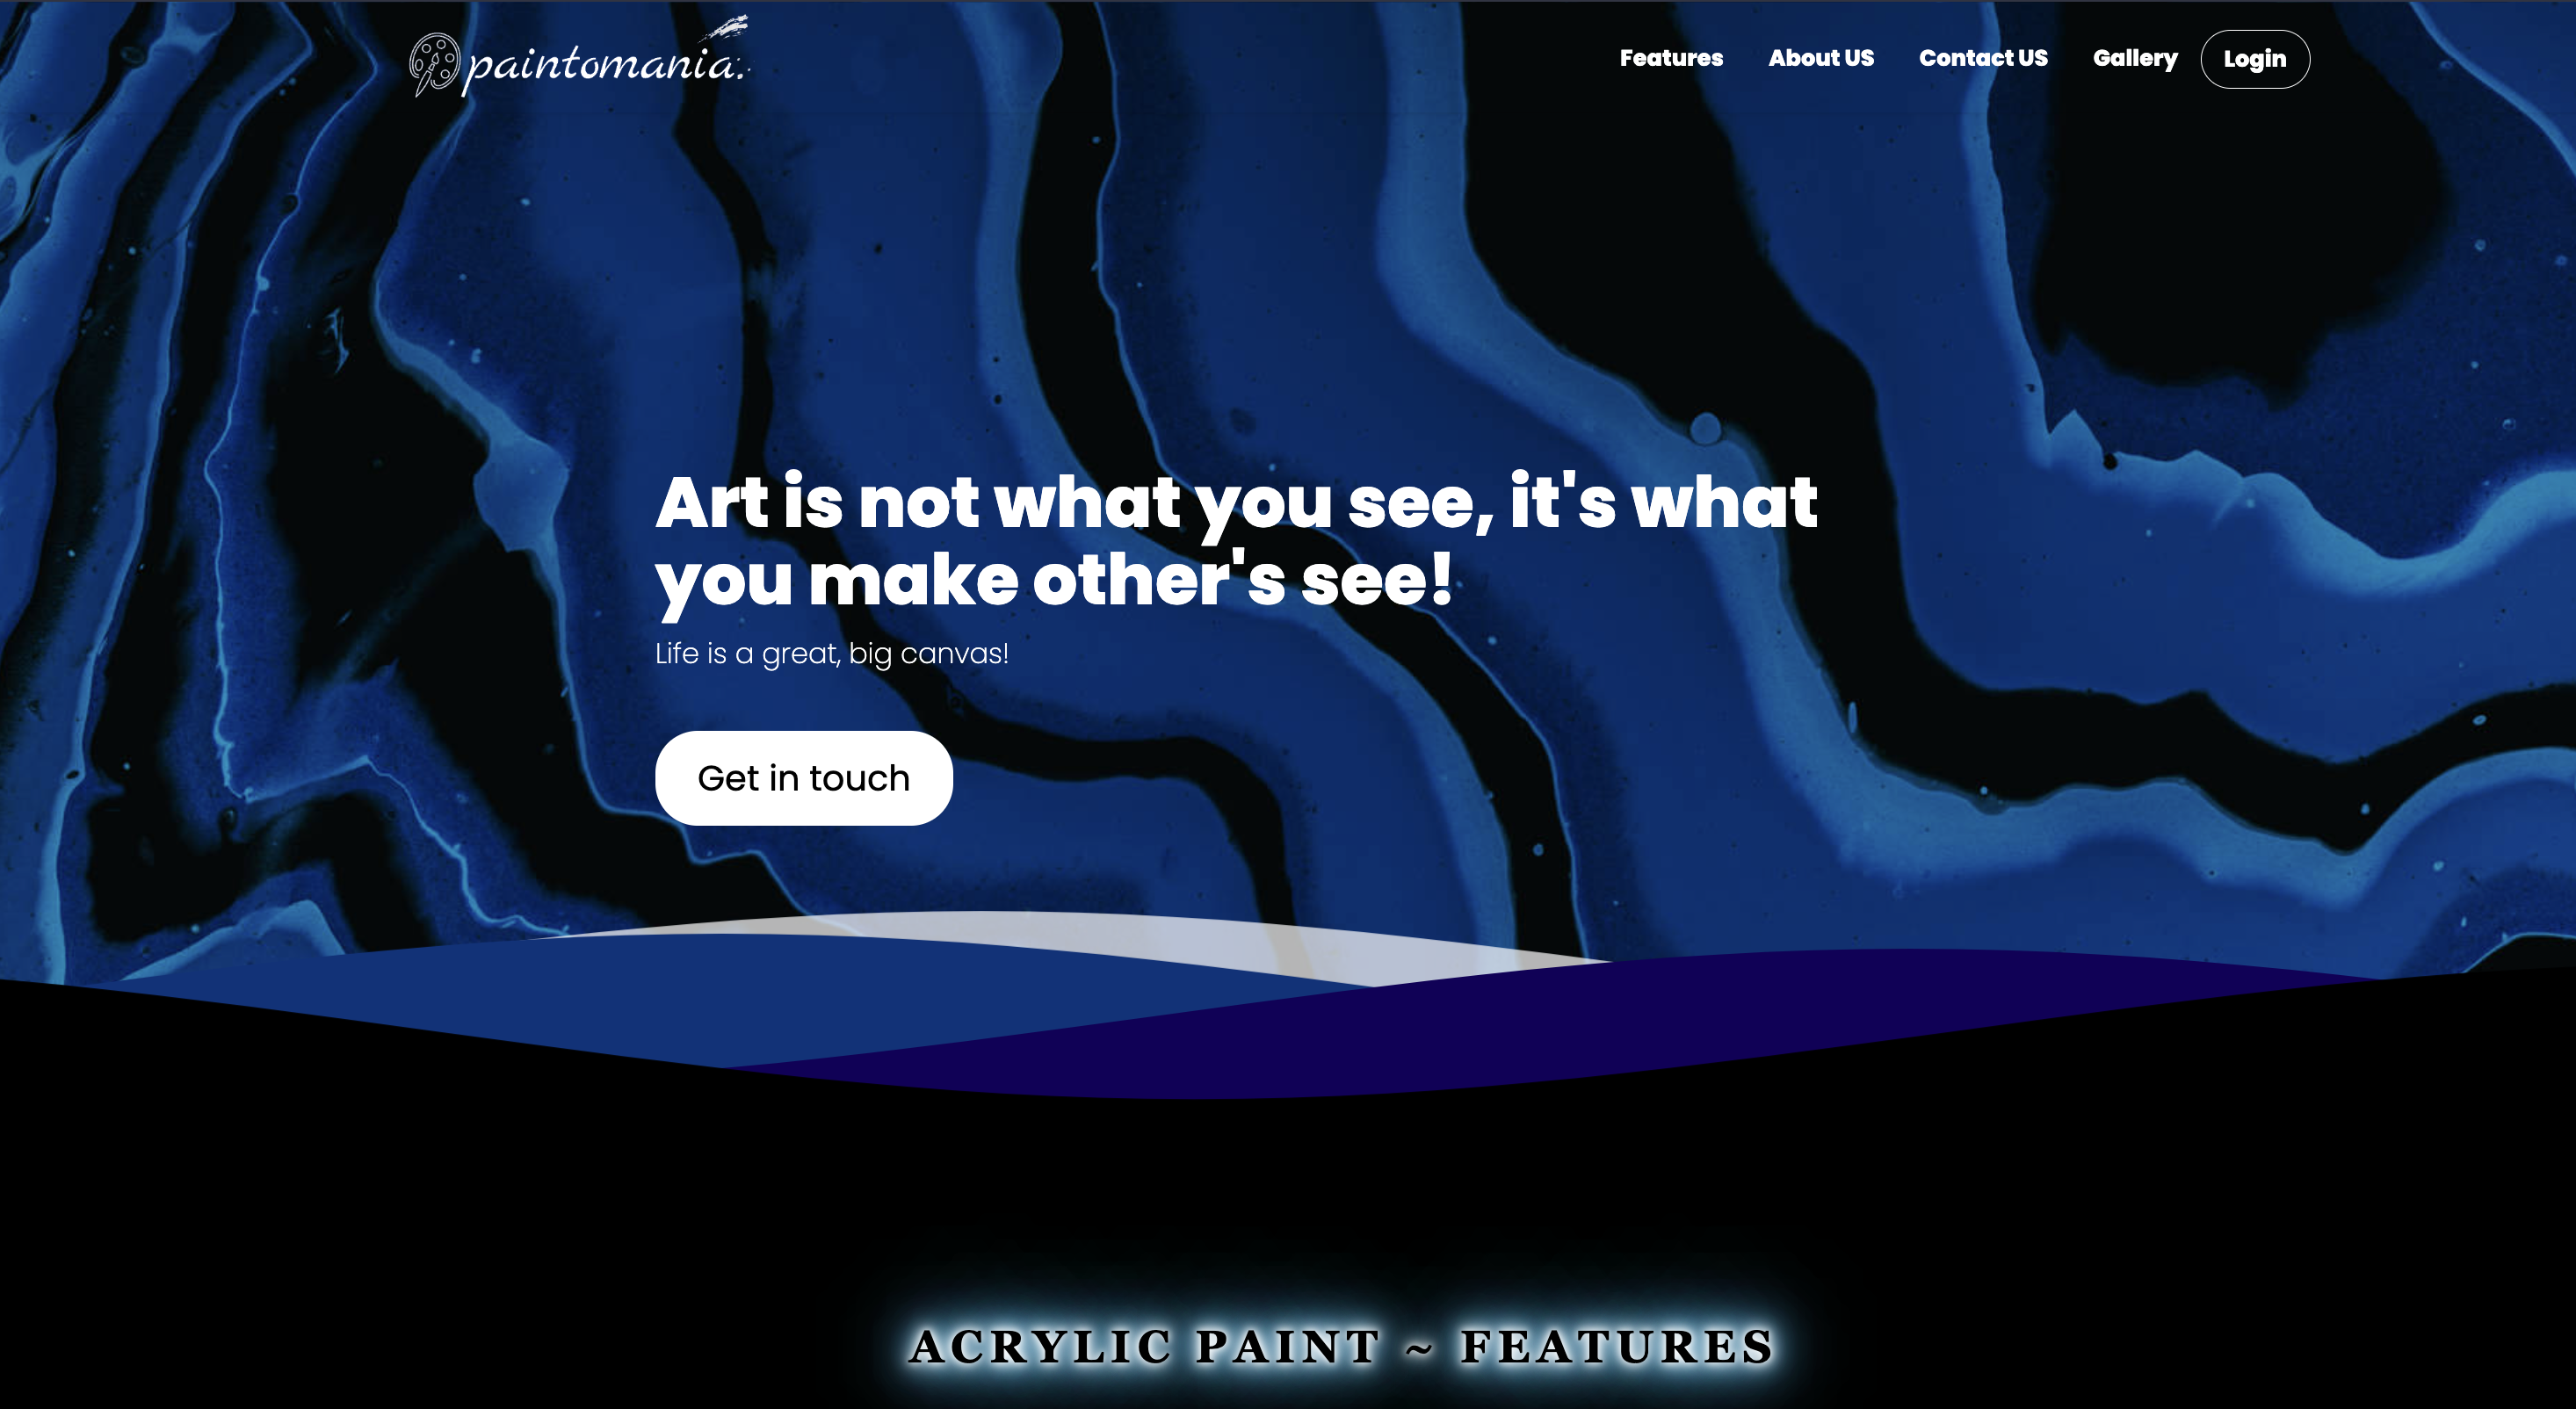 paintomania.
Features About US Contact US Gallery Login
Art is not what you see, it's what
you make other's see!
Life is a great, big canvas!
Get in touch
ACRYLIC PAINT ~ FEATURES